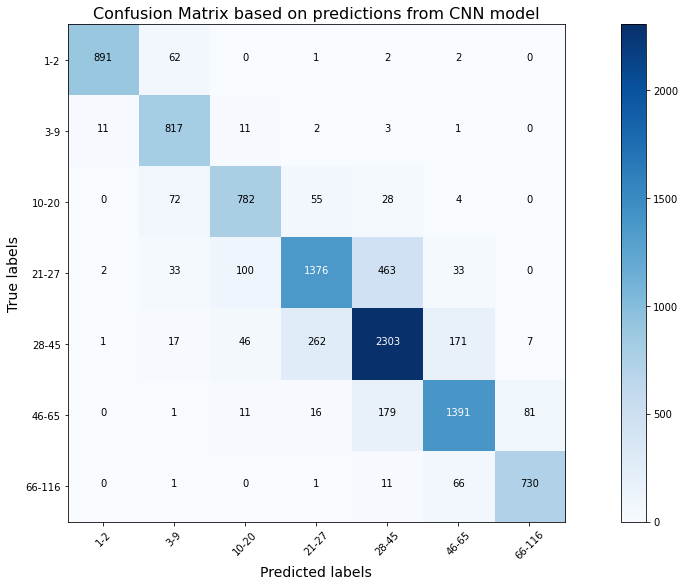 Confusion Matrix based on predictions from CNN model
True labels
1-2 891 62 0 1 2 2 0
3-9 11 817 11 2 3 1 0
10-20 0 72 782 55 28 4 0
21-27 2 33 100 1376 463 33 0
28-45 1 17 46 262 2303 171 7
46-65 0 1 11 16 179 1391 81
66-116 0 1 0 1 11 66 730
1-2 3-9 10-20 21-27 28-45 46-65 66-116
Predicted labels
2000
1500
1000
500
0